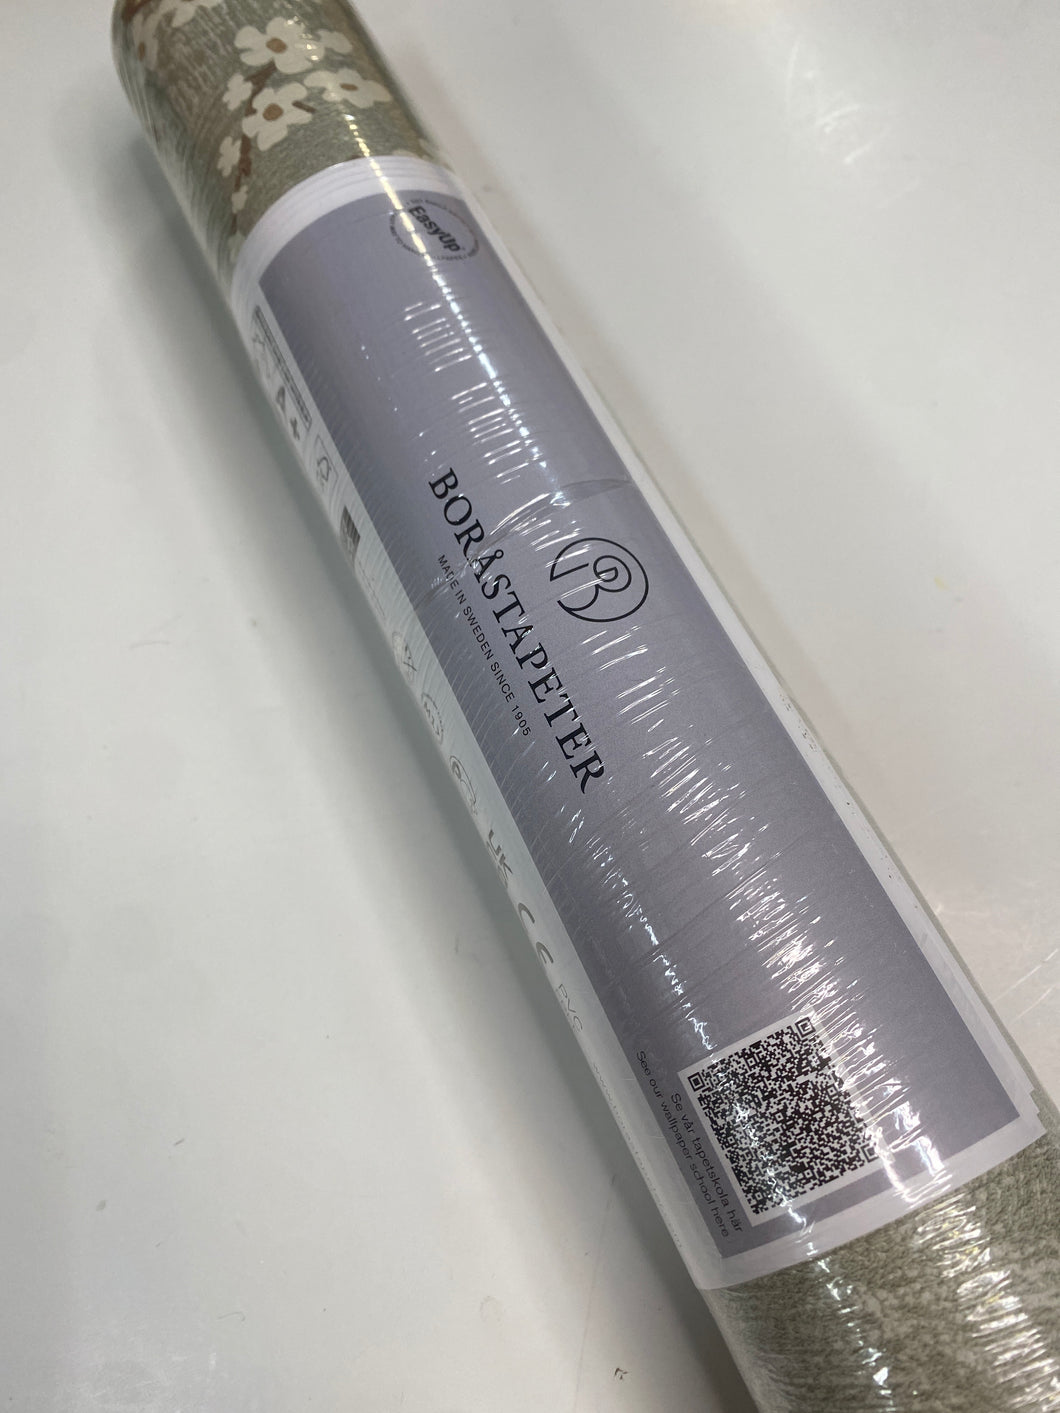 EasyUp
A+
BORÅSTAPETER
MADE IN SWEDEN SINCE 1905
UK
CE
PVC
Se vår tapetskola här
See our wallpaper school here